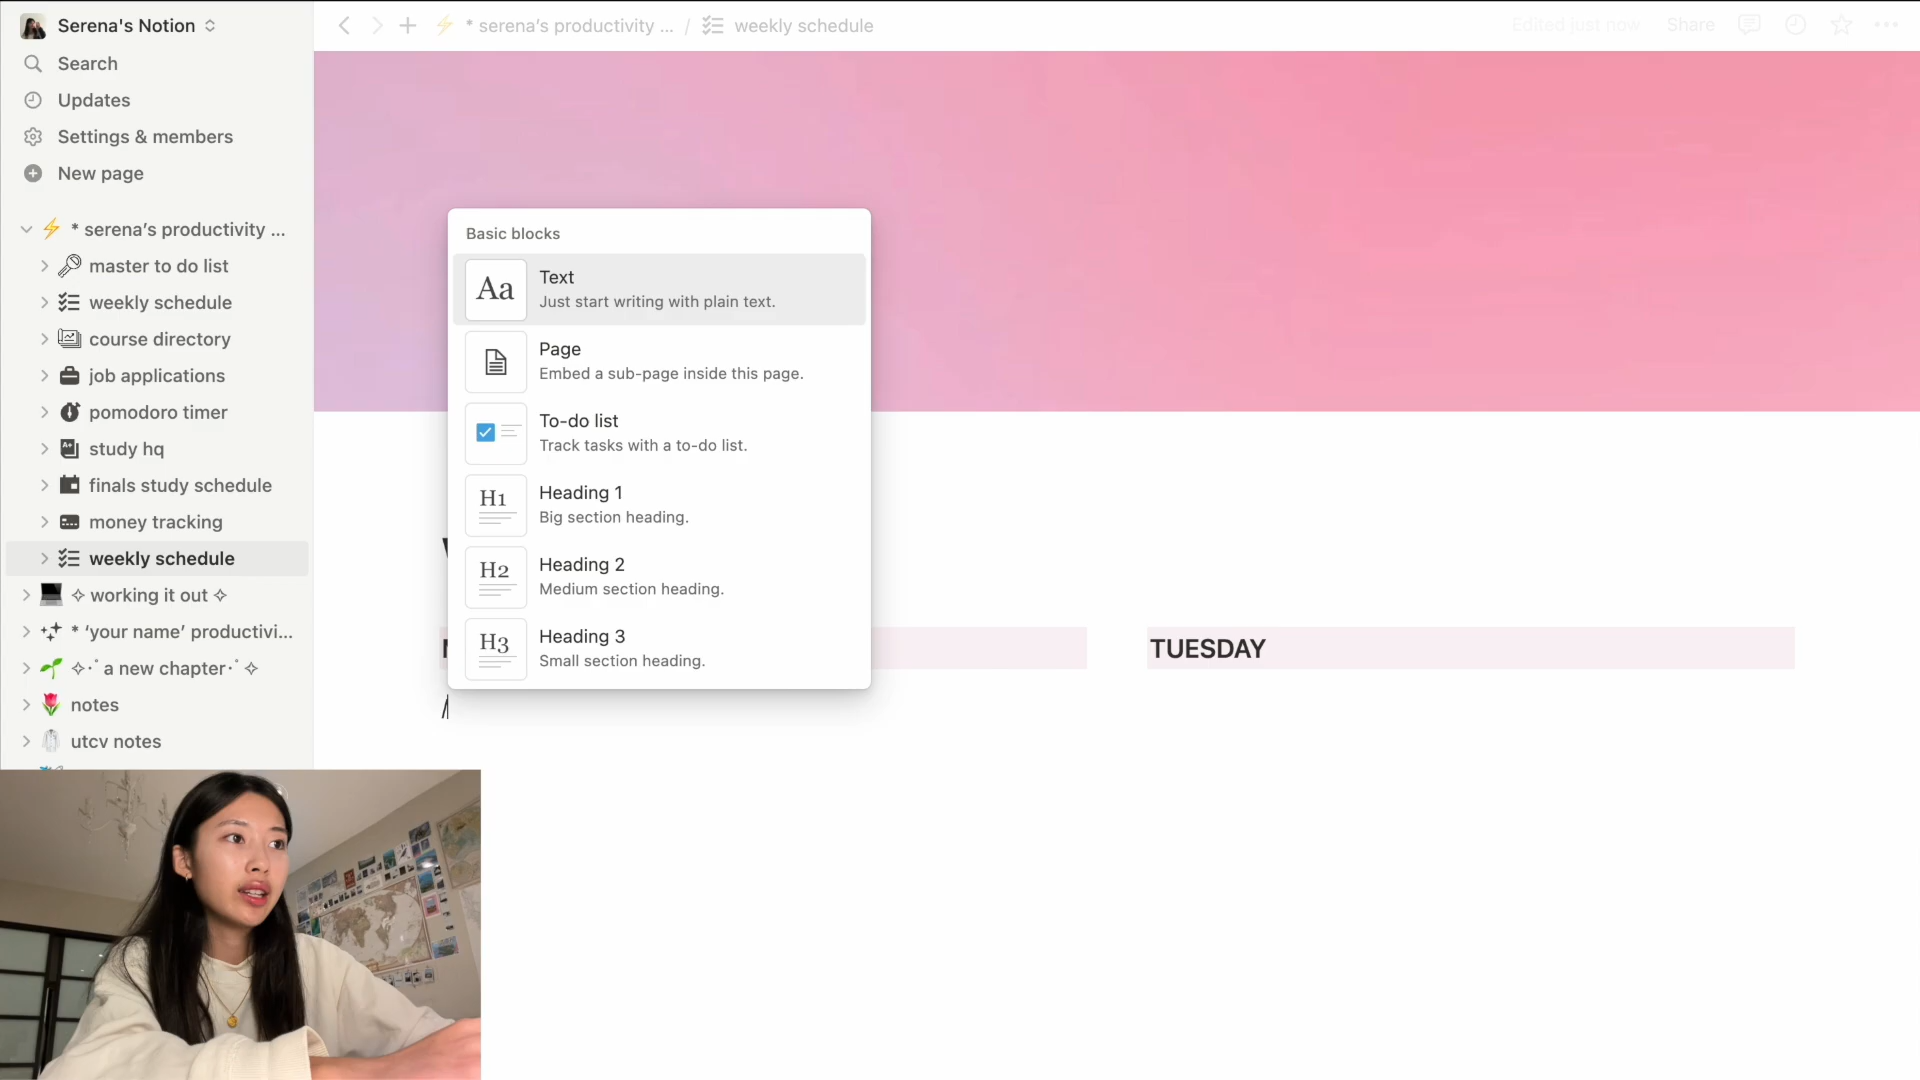 Serena's Notion
Search
Updates
Settings & members
New page
* serena’s productivity ...
master to do list
weekly schedule
course directory
job applications
pomodoro timer
study hq
finals study schedule
money tracking
weekly schedule
✧ working it out ✧
* ‘your name’ productivi...
✧･ﾟ a new chapter･ﾟ ✧
notes
utcv notes
* serena’s productivity ... / weekly schedule
Edited just now Share
Basic blocks
Aa
Text
Just start writing with plain text.
Page
Embed a sub-page inside this page.
To-do list
Track tasks with a to-do list.
H1
Heading 1
Big section heading.
H2
Heading 2
Medium section heading.
H3
Heading 3
Small section heading.
/
TUESDAY